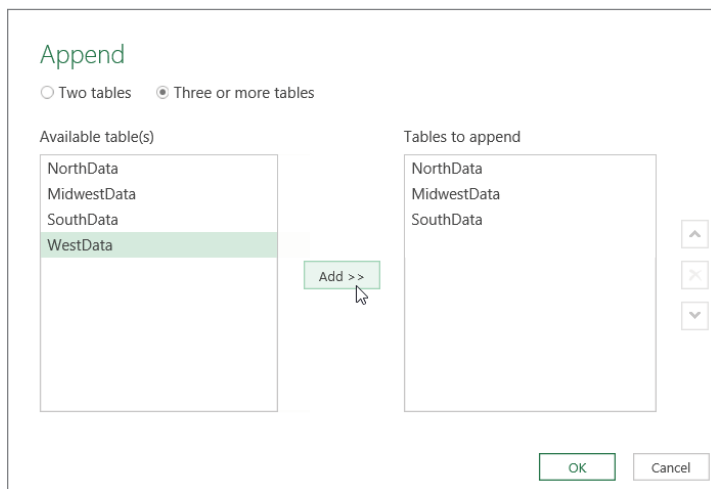 Append
Two tables Three or more tables
Available table(s) Tables to append
NorthData NorthData
MidwestData MidwestData
SouthData SouthData
WestData
Add >>
OK Cancel